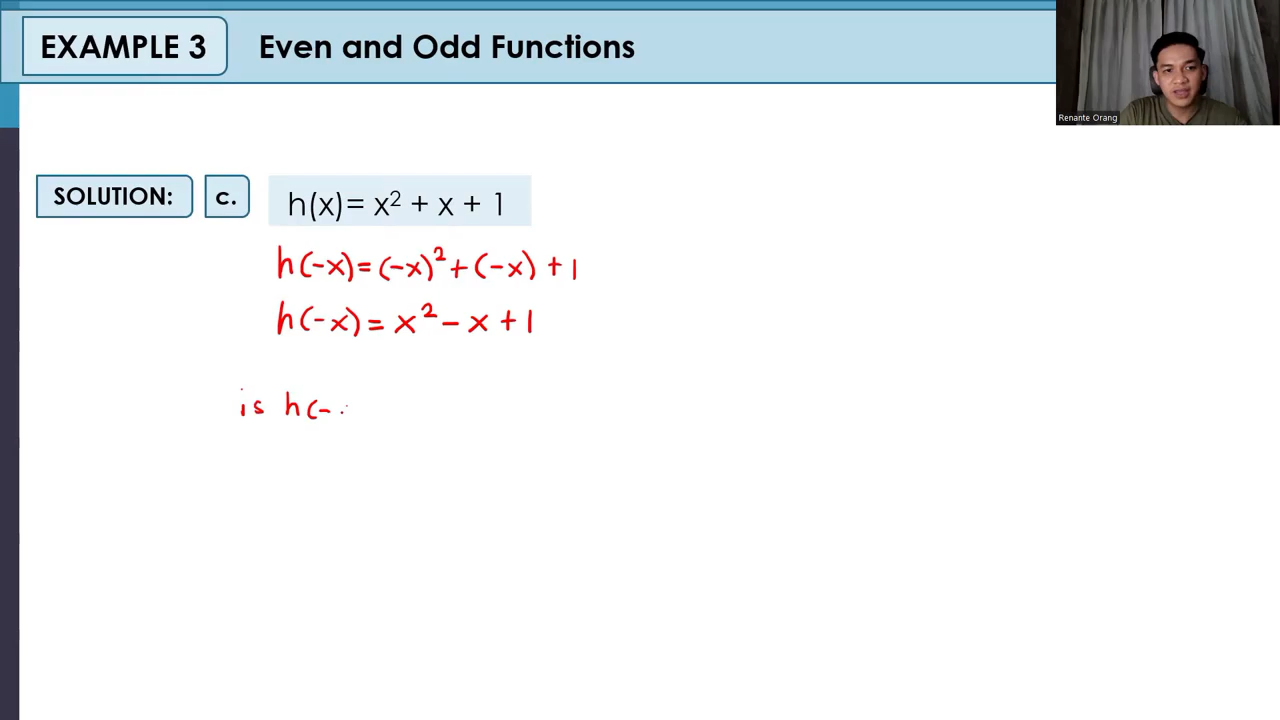 EXAMPLE 3
Even and Odd Functions
Renante Orang
SOLUTION:
c.
h(x)= x² + x + 1
h(-x)=(-x)²+(-x)+1
h(-x)=x²-x+1
is h(-